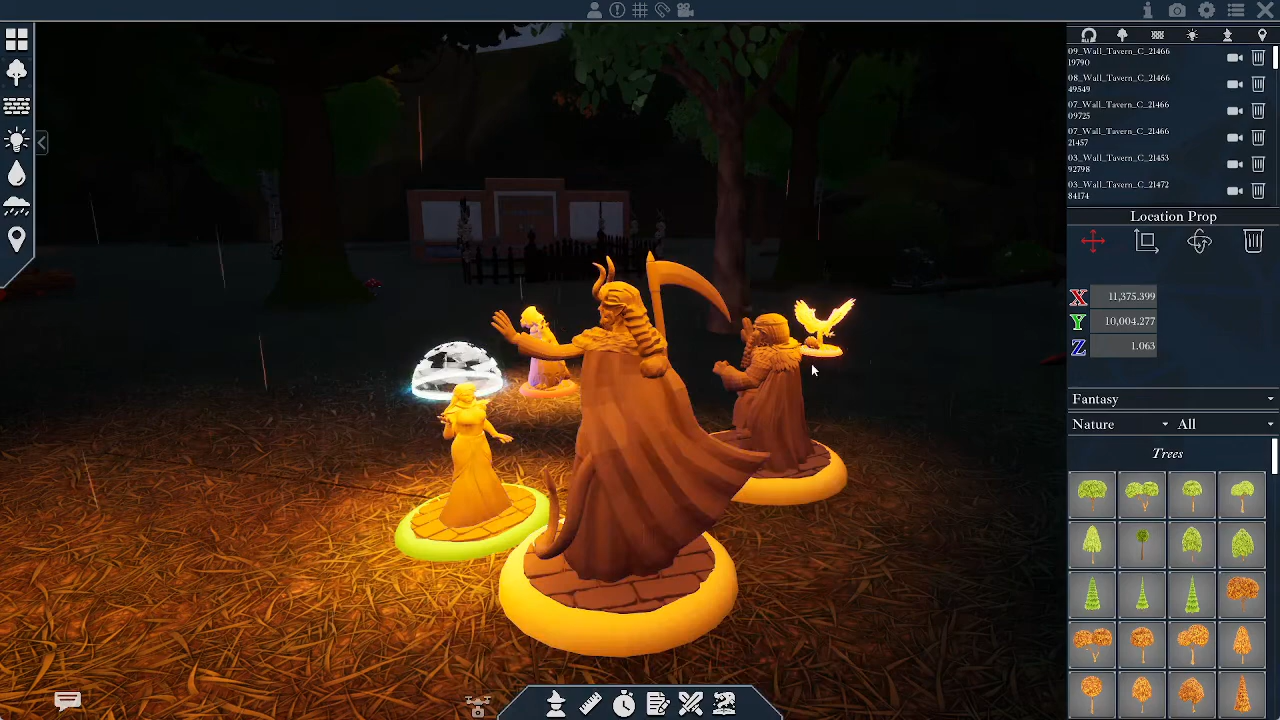 09_Wall_Tavern_C_21466
19790
08_Wall_Tavern_C_21466
49549
07_Wall_Tavern_C_21466
09725
07_Wall_Tavern_C_21466
21457
03_Wall_Tavern_C_21453
92798
03_Wall_Tavern_C_21472
84174
Location Prop
X 11,375.399
Y 10,004.277
Z 1.063
Fantasy
Nature All
Trees